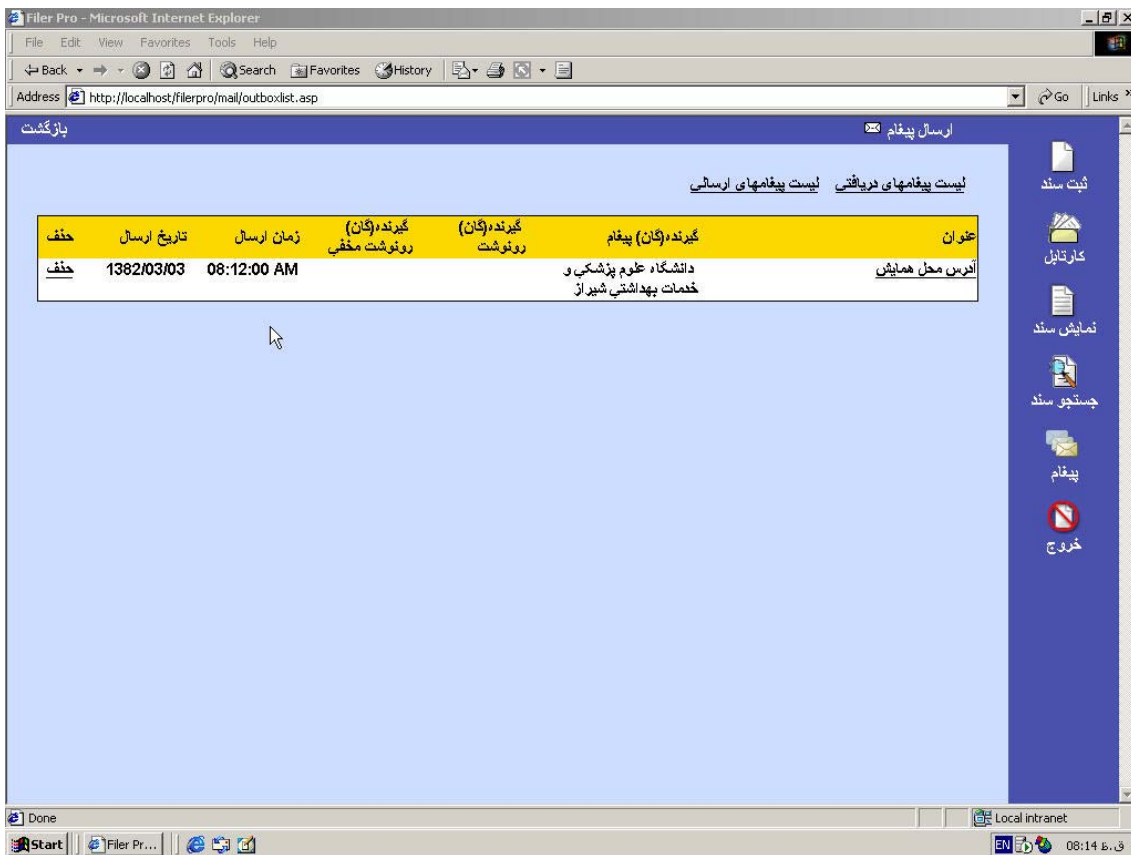 Filer Pro - Microsoft Internet Explorer
File Edit View Favorites Tools Help
Back Search Favorites History
Address http://localhost/filerpro/mail/outboxlist.asp Go Links »
ارسال پیغام بازگشت
لیست پیغامهای دریافتی لیست پیغامهای ارسالی
عنوان گیرنده(گان) پیغام گیرنده(گان) رونوشت گیرنده(گان) رونوشت مخفي زمان ارسال تاریخ ارسال حذف
آدرس محل همایش دانشگاه علوم پزشکي و 08:12:00 AM 1382/03/03 حذف
خدمات بهداشتي شیراز
ثبت سند
کارتابل
نمایش سند
جستجو سند
پیغام
خروج
Done Local intranet
Start Filer Pr... EN 08:14 ق.ظ